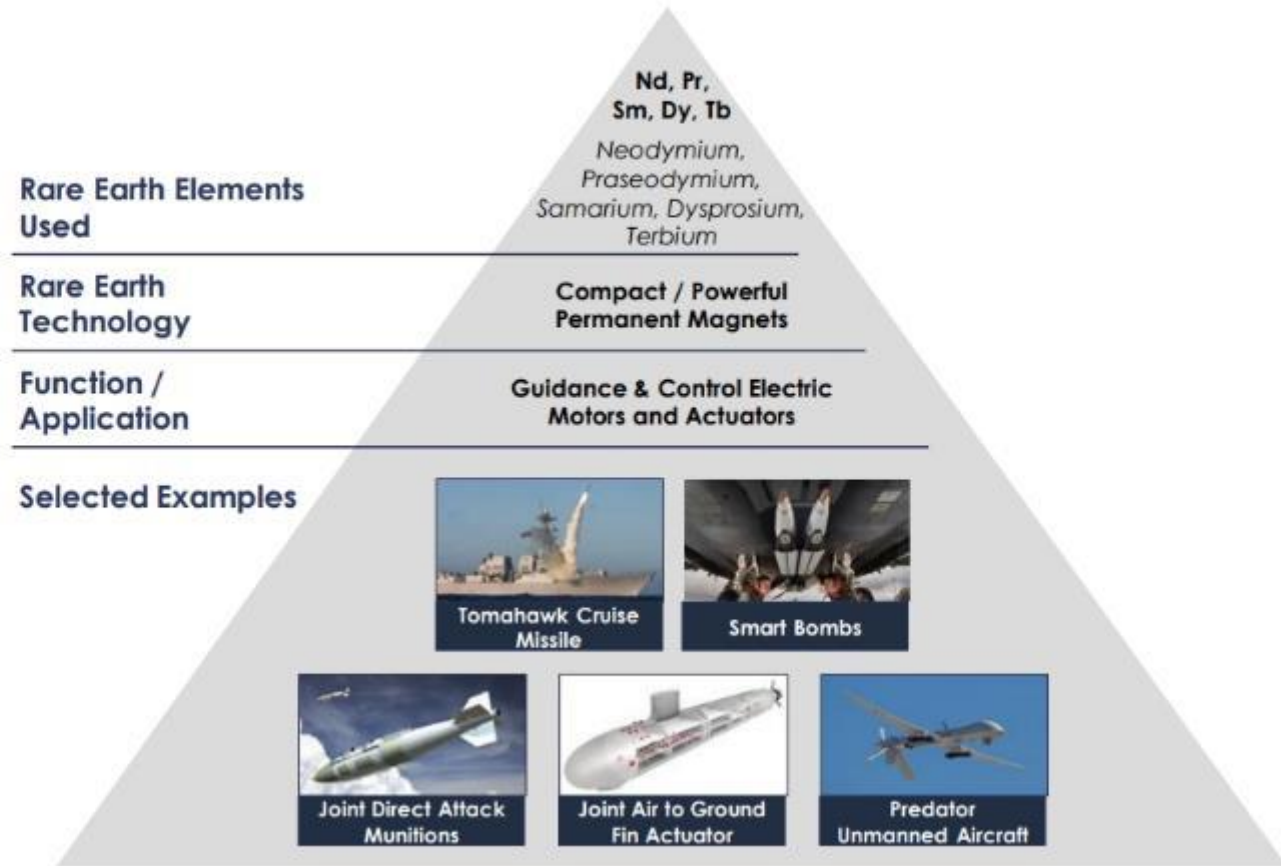 Nd, Pr,
Sm, Dy, Tb
Neodymium,
Praseodymium,
Samarium, Dysprosium,
Terbium
Rare Earth Elements
Used
Rare Earth
Technology
Compact / Powerful
Permanent Magnets
Function /
Application
Guidance & Control Electric
Motors and Actuators
Selected Examples
Tomahawk Cruise
Missile
Smart Bombs
Joint Direct Attack
Munitions
Joint Air to Ground
Fin Actuator
Predator
Unmanned Aircraft